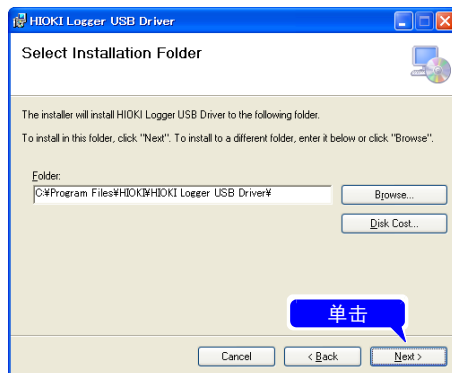 HIOKI Logger USB Driver
Select Installation Folder
The installer will install HIOKI Logger USB Driver to the following folder.
To install in this folder, click "Next". To install to a different folder, enter it below or click "Browse".
Folder:
C:¥Program Files¥HIOKI¥HIOKI Logger USB Driver¥
Browse...
Disk Cost...
单击
Cancel
< Back
Next >